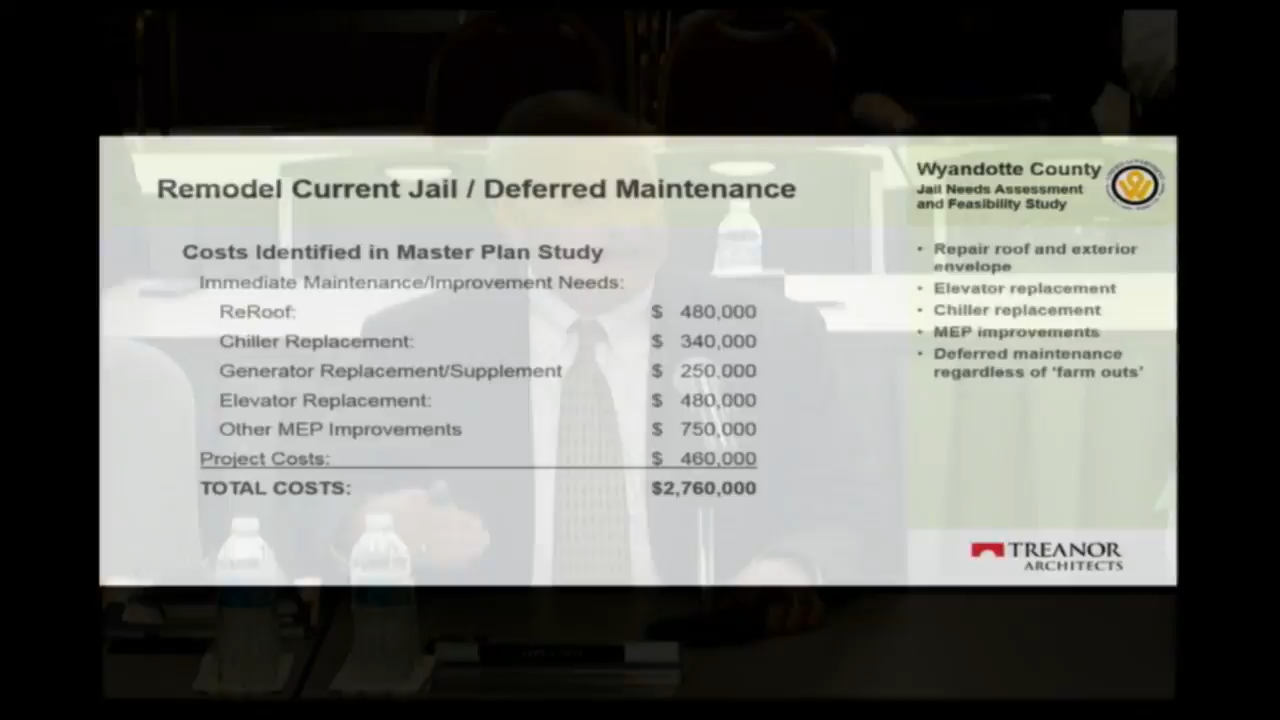 Remodel Current Jail / Deferred Maintenance
Costs Identified in Master Plan Study
Immediate Maintenance/Improvement Needs:
ReRoof: $ 480,000
Chiller Replacement: $ 340,000
Generator Replacement/Supplement $ 250,000
Elevator Replacement: $ 480,000
Other MEP Improvements $ 750,000
Project Costs: $ 460,000
TOTAL COSTS: $2,760,000
Wyandotte County
Jail Needs Assessment
and Feasibility Study
• Repair roof and exterior
envelope
• Elevator replacement
• Chiller replacement
• MEP improvements
• Deferred maintenance
regardless of 'farm outs'
TREANOR
ARCHITECTS